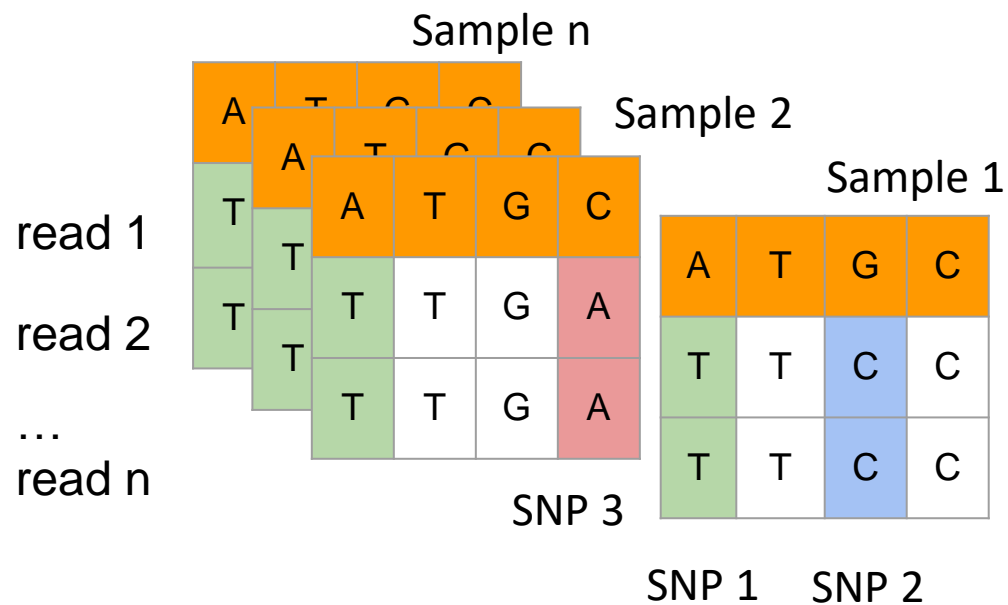 Sample n
Sample 2
Sample 1
read 1
read 2
…
read n
A T
T
T
A T
T
T
A T G C
T T G A
T T G A
SNP 3
A T G C
T T C C
T T C C
SNP 1 SNP 2